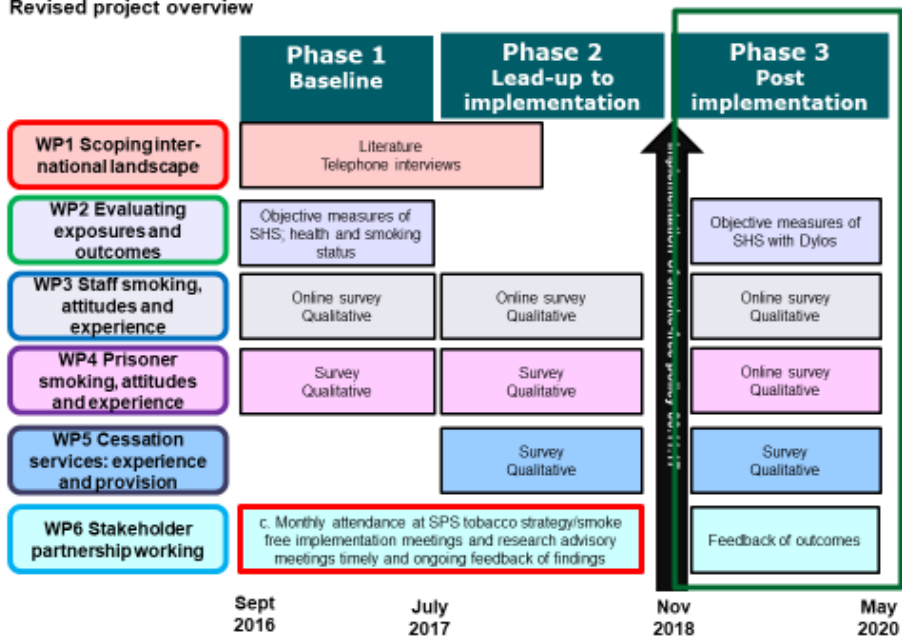 Revised project overview
Phase 1
Baseline
Phase 2
Lead-up to
implementation
Phase 3
Post
implementation
WP1 Scoping inter-
national landscape
Literature
Telephone interviews
WP2 Evaluating
exposures and
outcomes
Objective measures of
SHS; health and smoking
status
Objective measures of
SHS with Dylos
WP3 Staff smoking,
attitudes and
experience
Online survey
Qualitative
Online survey
Qualitative
Online survey
Qualitative
WP4 Prisoner
smoking, attitudes
and experience
Survey
Qualitative
Survey
Qualitative
Online survey
Qualitative
WP5 Cessation
services: experience
and provision
Survey
Qualitative
Survey
Qualitative
WP6 Stakeholder
partnership working
c. Monthly attendance at SPS tobacco strategy/smoke
free implementation meetings and research advisory
meetings timely and ongoing feedback of findings
Feedback of outcomes
Sept
2016
July
2017
Nov
2018
May
2020